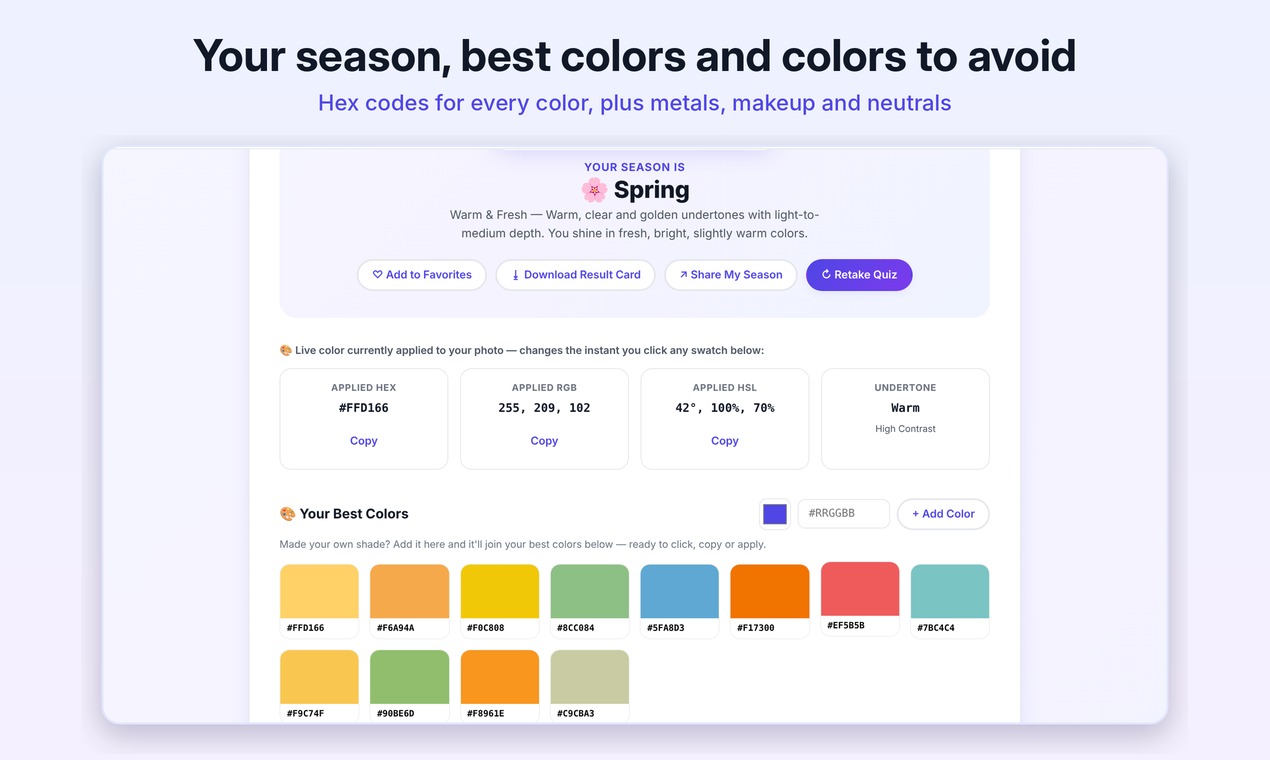 Your season, best colors and colors to avoid
Hex codes for every color, plus metals, makeup and neutrals
YOUR SEASON IS
🌸 Spring
Warm & Fresh — Warm, clear and golden undertones with light-to-
medium depth. You shine in fresh, bright, slightly warm colors.
♡ Add to Favorites
⤓ Download Result Card
↗ Share My Season
↻ Retake Quiz
🎨 Live color currently applied to your photo — changes the instant you click any swatch below:
APPLIED HEX
#FFD166
Copy
APPLIED RGB
255, 209, 102
Copy
APPLIED HSL
42°, 100%, 70%
Copy
UNDERTONE
Warm
High Contrast
🎨 Your Best Colors
#RRGGBB
+ Add Color
Made your own shade? Add it here and it'll join your best colors below — ready to click, copy or apply.
#FFD166
#F6A94A
#F0C808
#8CC084
#5FA8D3
#F17300
#EF5B5B
#7BC4C4
#F9C74F
#90BE6D
#F8961E
#C9CBA3